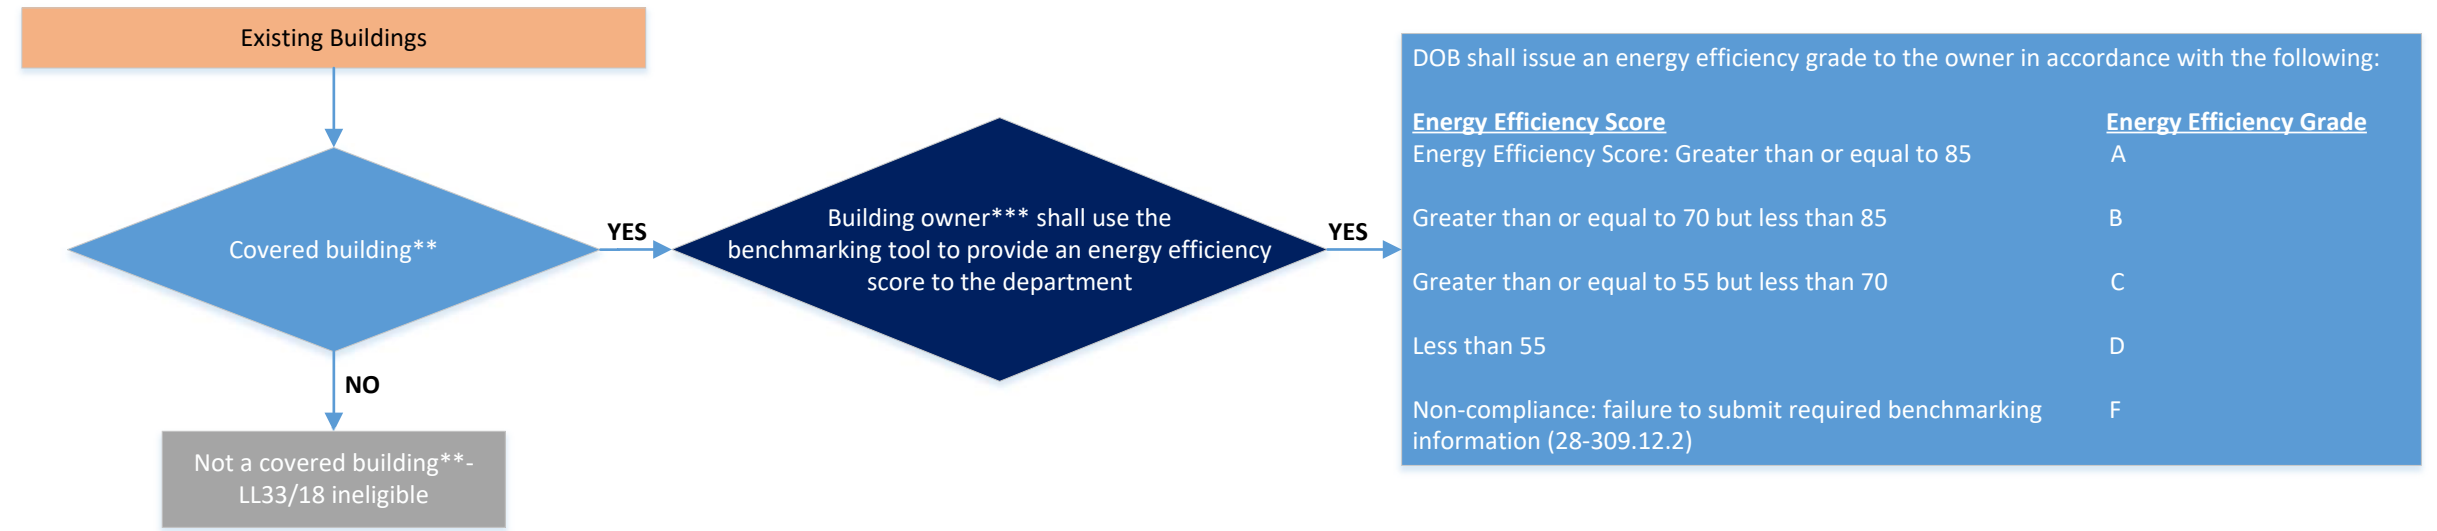 Existing Buildings
Covered building**
YES
NO
Not a covered building**-
LL33/18 ineligible
Building owner*** shall use the
benchmarking tool to provide an energy efficiency
score to the department
YES
DOB shall issue an energy efficiency grade to the owner in accordance with the following:
Energy Efficiency Score Energy Efficiency Grade
Energy Efficiency Score: Greater than or equal to 85 A
Greater than or equal to 70 but less than 85 B
Greater than or equal to 55 but less than 70 C
Less than 55 D
Non-compliance: failure to submit required benchmarking F
information (28-309.12.2)